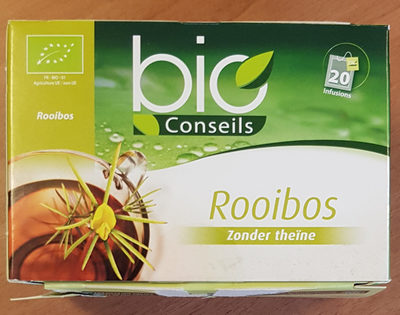 FR - BIO - 01
Agriculture UE / non UE
Rooibos
bio
Conseils
20
Infusions
Rooibos
Zonder theïne